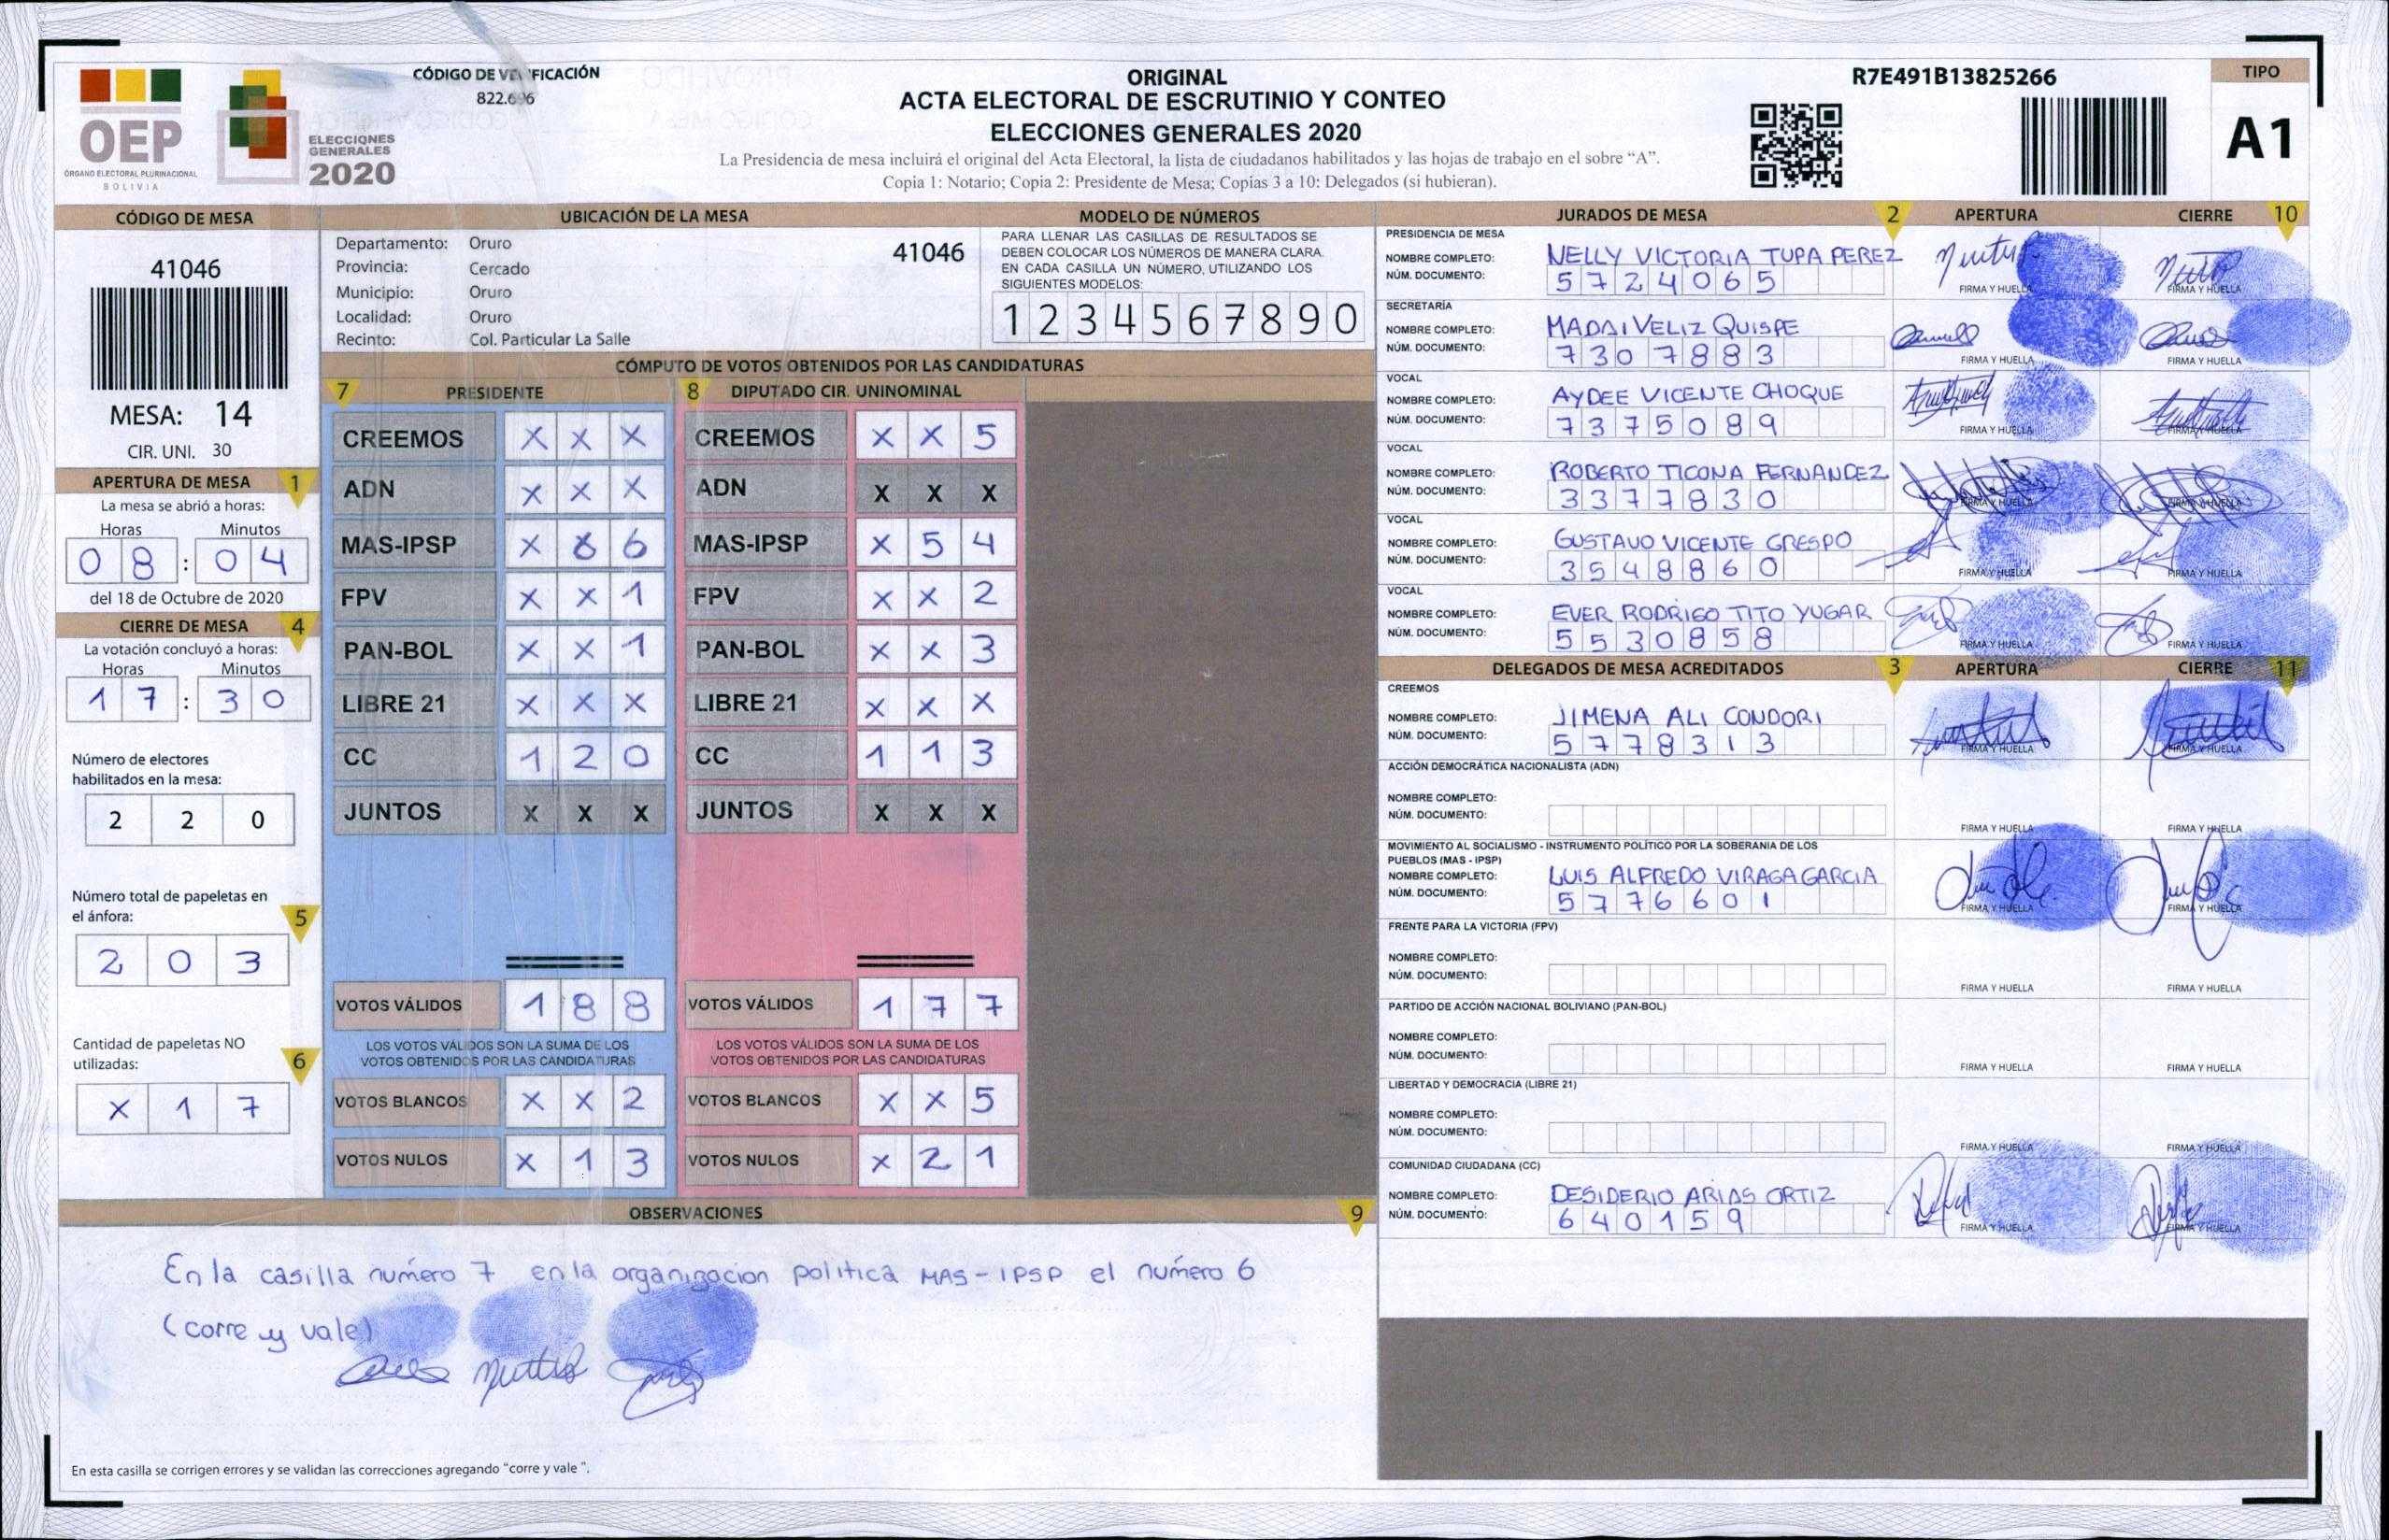 CÓDIGO DE VERIFICACIÓN
ORIGINAL
ACTA ELECTORAL DE ESCRUTINIO Y CONTEO
ELECCIONES GENERALES 2020
La Presidencia de mesa incluirá el original del Acta Electoral, la lista de ciudadanos habilitados y las hojas de trabajo en el sobre “A”.
Copia 1: Notario; Copia 2: Presidente de Mesa; Copias 3 a 10: Delegados (si hubieran).
R7E491B13825266
TIPO
A1
OEP
ÓRGANO ELECTORAL PLURINACIONAL
BOLIVIA
ELECCIONES
GENERALES
2020
CÓDIGO DE MESA
41046
MESA: 14
CIR. UNI. 30
APERTURA DE MESA 1
La mesa se abrió a horas:
Horas Minutos
0 8 : 0 4
del 18 de Octubre de 2020
CIERRE DE MESA 4
La votación concluyó a horas:
Horas Minutos
1 7 : 3 0
Número de electores
habilitados en la mesa:
2 2 0
Número total de papeletas en
el ánfora: 5
2 0 3
Cantidad de papeletas NO
utilizadas: 6
X 1 7
UBICACIÓN DE LA MESA
Departamento: Oruro 41046
Provincia: Cercado
Municipio: Oruro
Localidad: Oruro
Recinto: Col. Particular La Salle
MODELO DE NÚMEROS
PARA LLENAR LAS CASILLAS DE RESULTADOS SE
DEBEN COLOCAR LOS NÚMEROS DE MANERA CLARA.
EN CADA CASILLA UN NÚMERO, UTILIZANDO LOS
SIGUIENTES MODELOS:
1 2 3 4 5 6 7 8 9 0
CÓMPUTO DE VOTOS OBTENIDOS POR LAS CANDIDATURAS
7 PRESIDENTE 8 DIPUTADO CIR. UNINOMINAL
CREEMOS X X X CREEMOS X X 5
ADN X X X ADN X X X
MAS-IPSP X 6 6 MAS-IPSP X 5 4
FPV X X 1 FPV X X 2
PAN-BOL X X 1 PAN-BOL X X 3
LIBRE 21 X X X LIBRE 21 X X X
CC 1 2 0 CC 1 1 3
JUNTOS X X X JUNTOS X X X
VOTOS VÁLIDOS 1 8 8 VOTOS VÁLIDOS 1 7 7
LOS VOTOS VÁLIDOS SON LA SUMA DE LOS LOS VOTOS VÁLIDOS SON LA SUMA DE LOS
VOTOS OBTENIDOS POR LAS CANDIDATURAS VOTOS OBTENIDOS POR LAS CANDIDATURAS
VOTOS BLANCOS X X 2 VOTOS BLANCOS X X 5
VOTOS NULOS X 1 3 VOTOS NULOS X 2 1
OBSERVACIONES 9
En la casilla número 7 en la organizacion politica MAS-IPSP el número 6
(corre y vale)
En esta casilla se corrigen errores y se validan las correcciones agregando “corre y vale ”.
JURADOS DE MESA 2 APERTURA CIERRE 10
PRESIDENCIA DE MESA
NOMBRE COMPLETO: NELLY VICTORIA TUPA PEREZ
NÚM. DOCUMENTO: 5724065
FIRMA Y HUELLA FIRMA Y HUELLA
SECRETARÍA
NOMBRE COMPLETO: MADAI VELIZ QUISPE
NÚM. DOCUMENTO: 7307883
FIRMA Y HUELLA FIRMA Y HUELLA
VOCAL
NOMBRE COMPLETO: AYDEE VICENTE CHOQUE
NÚM. DOCUMENTO: 7375089
FIRMA Y HUELLA FIRMA Y HUELLA
VOCAL
NOMBRE COMPLETO: ROBERTO TICONA FERNANDEZ
NÚM. DOCUMENTO: 3377830
FIRMA Y HUELLA FIRMA Y HUELLA
VOCAL
NOMBRE COMPLETO: GUSTAVO VICENTE CRESPO
NÚM. DOCUMENTO: 3548860
FIRMA Y HUELLA FIRMA Y HUELLA
VOCAL
NOMBRE COMPLETO: EVER RODRIGO TITO YUGAR
NÚM. DOCUMENTO: 5530858
FIRMA Y HUELLA FIRMA Y HUELLA
DELEGADOS DE MESA ACREDITADOS 3 APERTURA CIERRE 11
CREEMOS
NOMBRE COMPLETO: JIMENA ALI CONDORI
NÚM. DOCUMENTO: 5778313
FIRMA Y HUELLA FIRMA Y HUELLA
ACCIÓN DEMOCRÁTICA NACIONALISTA (ADN)
NOMBRE COMPLETO:
NÚM. DOCUMENTO:
FIRMA Y HUELLA FIRMA Y HUELLA
MOVIMIENTO AL SOCIALISMO - INSTRUMENTO POLÍTICO POR LA SOBERANIA DE LOS
PUEBLOS (MAS - IPSP)
NOMBRE COMPLETO: LUIS ALFREDO VIRAGA GARCIA
NÚM. DOCUMENTO: 5776601
FIRMA Y HUELLA FIRMA Y HUELLA
FRENTE PARA LA VICTORIA (FPV)
NOMBRE COMPLETO:
NÚM. DOCUMENTO:
FIRMA Y HUELLA FIRMA Y HUELLA
PARTIDO DE ACCIÓN NACIONAL BOLIVIANO (PAN-BOL)
NOMBRE COMPLETO:
NÚM. DOCUMENTO:
FIRMA Y HUELLA FIRMA Y HUELLA
LIBERTAD Y DEMOCRACIA (LIBRE 21)
NOMBRE COMPLETO:
NÚM. DOCUMENTO:
FIRMA Y HUELLA FIRMA Y HUELLA
COMUNIDAD CIUDADANA (CC)
NOMBRE COMPLETO: DESIDERIO ARIAS ORTIZ
NÚM. DOCUMENTO: 640159
FIRMA Y HUELLA FIRMA Y HUELLA